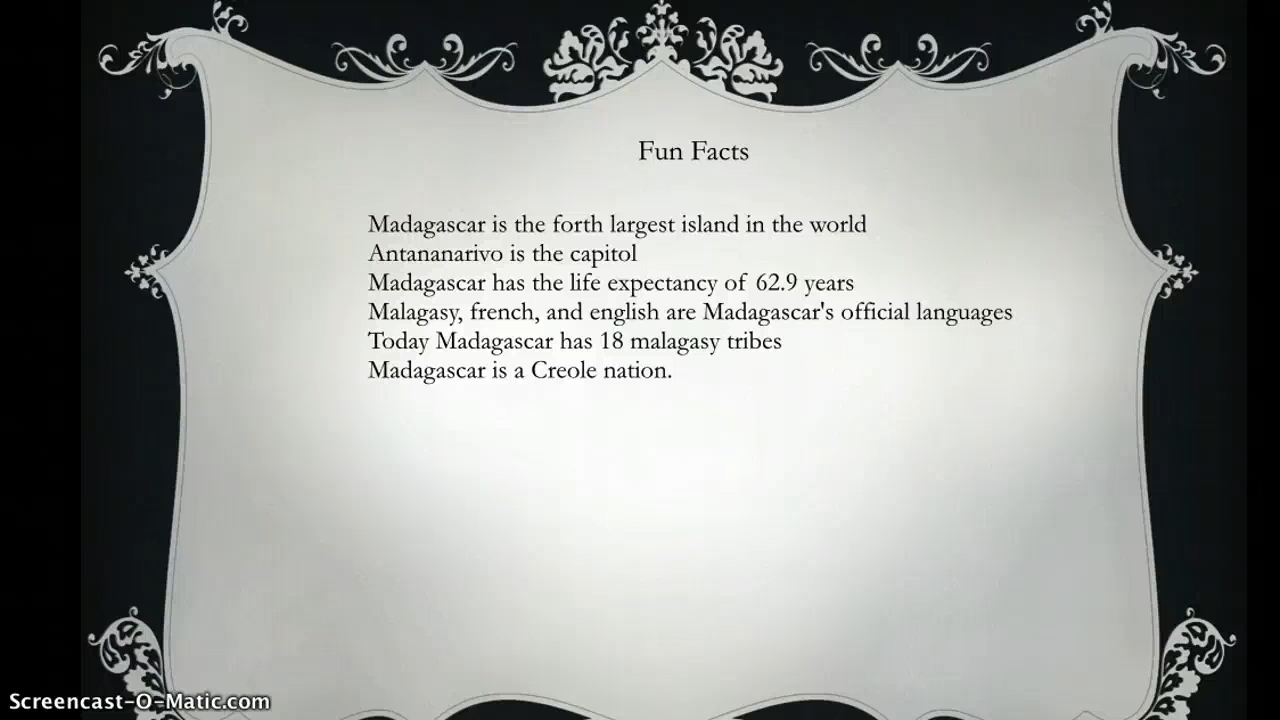 Fun Facts
Madagascar is the forth largest island in the world
Antananarivo is the capitol
Madagascar has the life expectancy of 62.9 years
Malagasy, french, and english are Madagascar's official languages
Today Madagascar has 18 malagasy tribes
Madagascar is a Creole nation.
Screencast-O-Matic.com